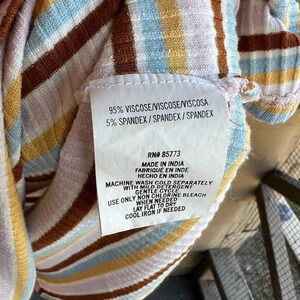 95% VISCOSE/VISCOSE/VISCOSA
5% SPANDEX / SPANDEX / SPANDEX
RN# 85773
MADE IN INDIA
FABRIQUÉ EN INDE
HECHO EN INDIA
MACHINE WASH COLD SEPARATELY
WITH MILD DETERGENT
GENTLE CYCLE
USE ONLY NON CHLORINE BLEACH
WHEN NEEDED
LAY FLAT TO DRY
COOL IRON IF NEEDED